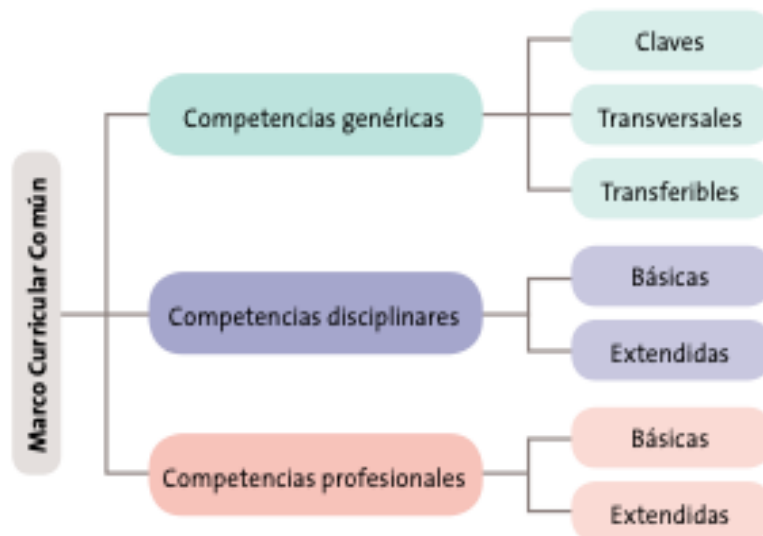 Marco Curricular Común
Competencias genéricas
Claves
Transversales
Transferibles
Competencias disciplinares
Básicas
Extendidas
Competencias profesionales
Básicas
Extendidas